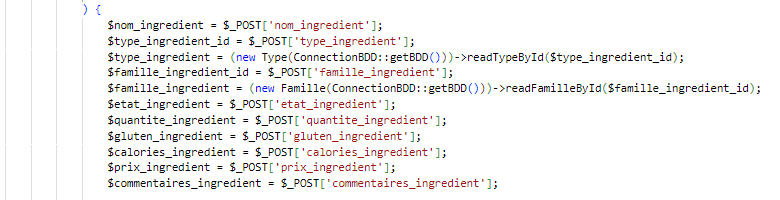 ) {
$nom_ingredient = $_POST['nom_ingredient'];
$type_ingredient_id = $_POST['type_ingredient'];
$type_ingredient = (new Type(ConnectionBDD::getBDD()))->readTypeById($type_ingredient_id);
$famille_ingredient_id = $_POST['famille_ingredient'];
$famille_ingredient = (new Famille(ConnectionBDD::getBDD()))->readFamilleById($famille_ingredient_id);
$etat_ingredient = $_POST['etat_ingredient'];
$quantite_ingredient = $_POST['quantite_ingredient'];
$gluten_ingredient = $_POST['gluten_ingredient'];
$calories_ingredient = $_POST['calories_ingredient'];
$prix_ingredient = $_POST['prix_ingredient'];
$commentaires_ingredient = $_POST['commentaires_ingredient'];